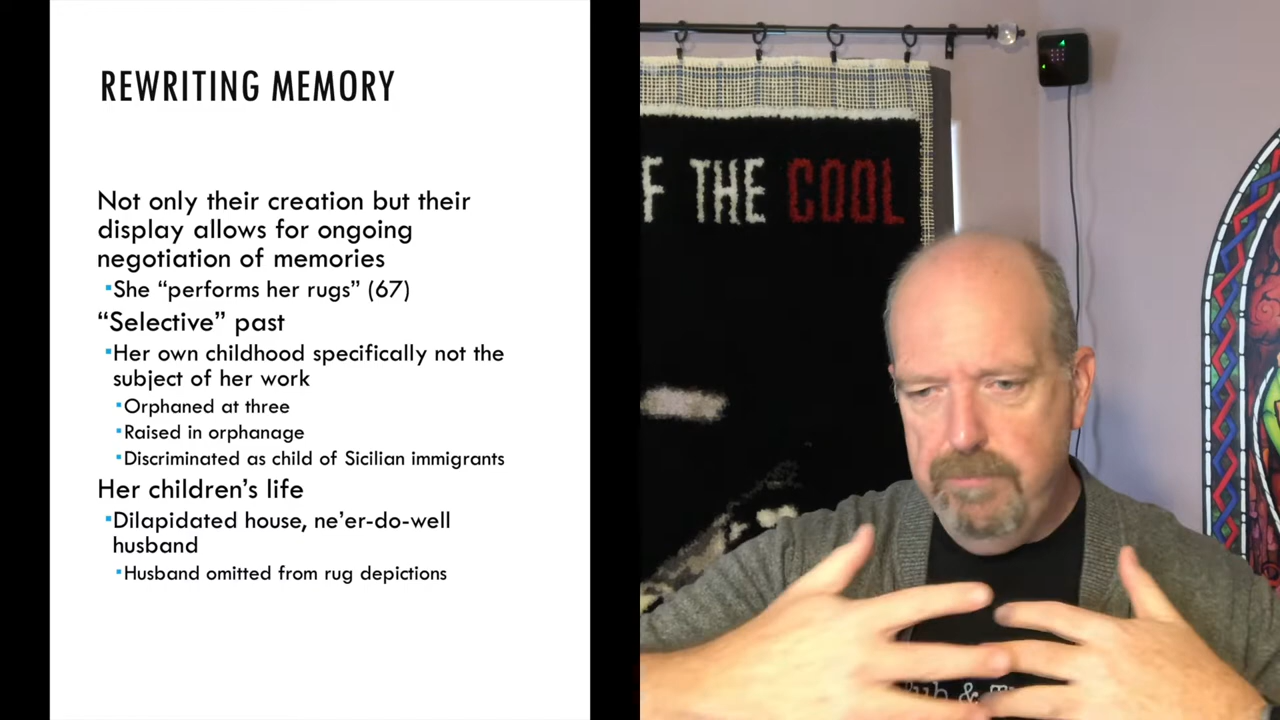 REWRITING MEMORY
Not only their creation but their
display allows for ongoing
negotiation of memories
▪She “performs her rugs” (67)
“Selective” past
▪Her own childhood specifically not the
subject of her work
▪Orphaned at three
▪Raised in orphanage
▪Discriminated as child of Sicilian immigrants
Her children’s life
▪Dilapidated house, ne’er-do-well
husband
▪Husband omitted from rug depictions
F THE COOL